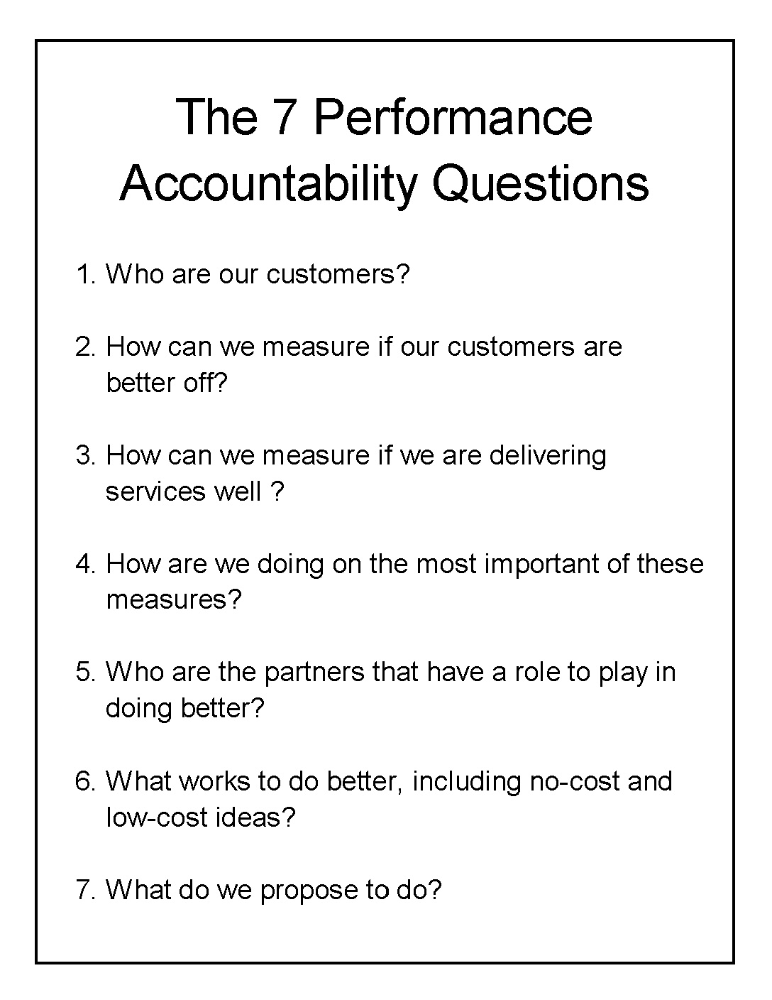 The 7 Performance
Accountability Questions
1. Who are our customers?
2. How can we measure if our customers are
better off?
3. How can we measure if we are delivering
services well ?
4. How are we doing on the most important of these
measures?
5. Who are the partners that have a role to play in
doing better?
6. What works to do better, including no-cost and
low-cost ideas?
7. What do we propose to do?